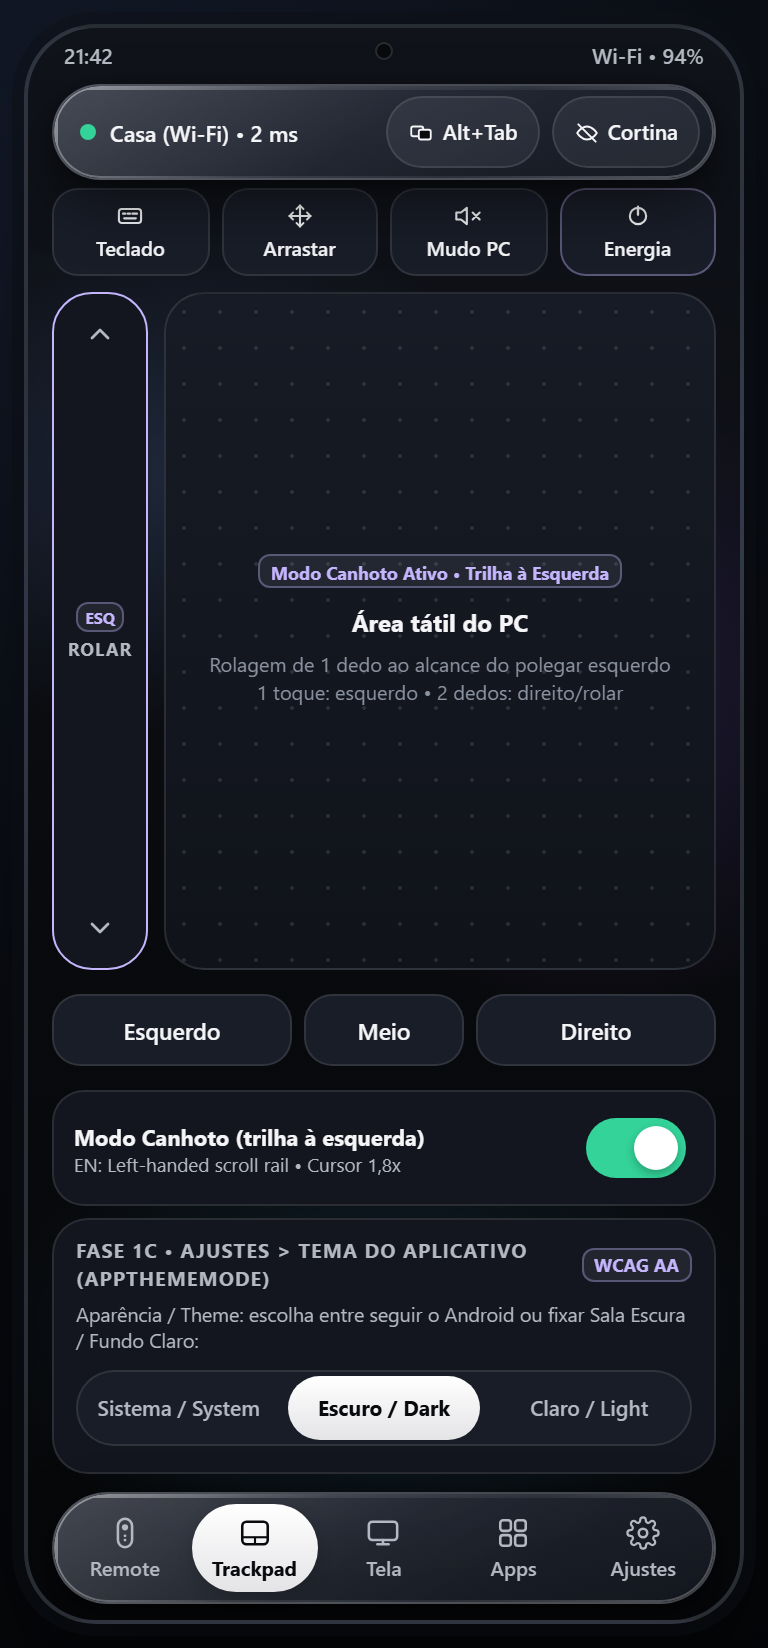 21:42
Wi-Fi • 94%
Casa (Wi-Fi) • 2 ms
Alt+Tab
Cortina
Teclado
Arrastar
Mudo PC
Energia
ESQ
ROLAR
Modo Canhoto Ativo • Trilha à Esquerda
Área tátil do PC
Rolagem de 1 dedo ao alcance do polegar esquerdo
1 toque: esquerdo • 2 dedos: direito/rolar
Esquerdo
Meio
Direito
Modo Canhoto (trilha à esquerda)
EN: Left-handed scroll rail • Cursor 1,8x
FASE 1C • AJUSTES > TEMA DO APLICATIVO
(APPTHEMEMODE)
WCAG AA
Aparência / Theme: escolha entre seguir o Android ou fixar Sala Escura
/ Fundo Claro:
Sistema / System
Escuro / Dark
Claro / Light
Remote
Trackpad
Tela
Apps
Ajustes